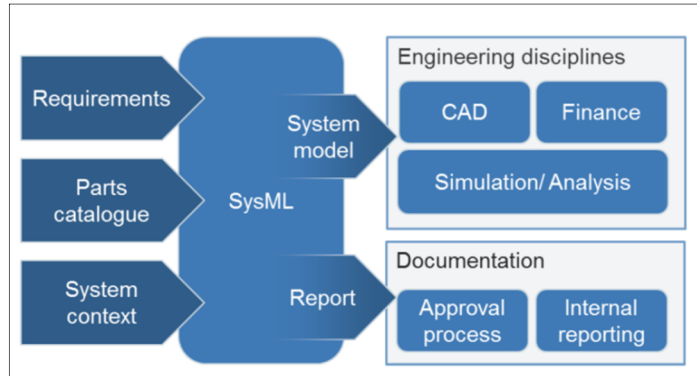 Requirements
Parts
catalogue
System
context
SysML
System
model
Report
Engineering disciplines
CAD
Finance
Simulation/ Analysis
Documentation
Approval
process
Internal
reporting